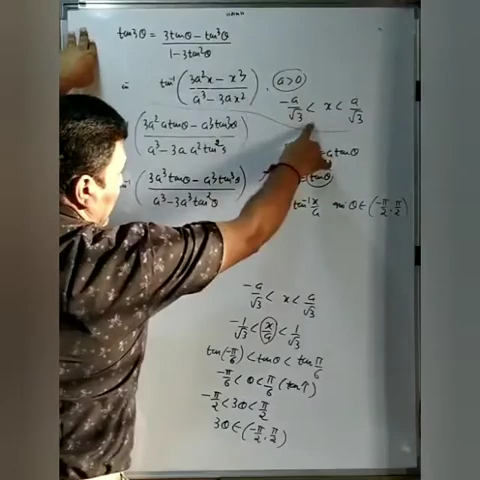 tan3θ = 3tanθ - tan³θ / 1-3tan²θ
tan⁻¹ (3a²x - x³ / a³ - 3ax²), a>0
-a/√3 < x < a/√3
(3a² a tanθ - a³tan³θ / a³ - 3a a²tan²
= a tanθ
(3a³tanθ - a³tan³θ / a³ - 3a³tan²θ)
= tanθ
tan⁻¹ x/a θ ∈ (-π/2, π/2)
-a/√3 < x < a/√3
-1/√3 < x/a < 1/√3
tan(-π/6) < tanθ < tan π/6
-π/6 < θ < π/6 (tan↑)
-π/2 < 3θ < π/2
3θ ∈ (-π/2, π/2)